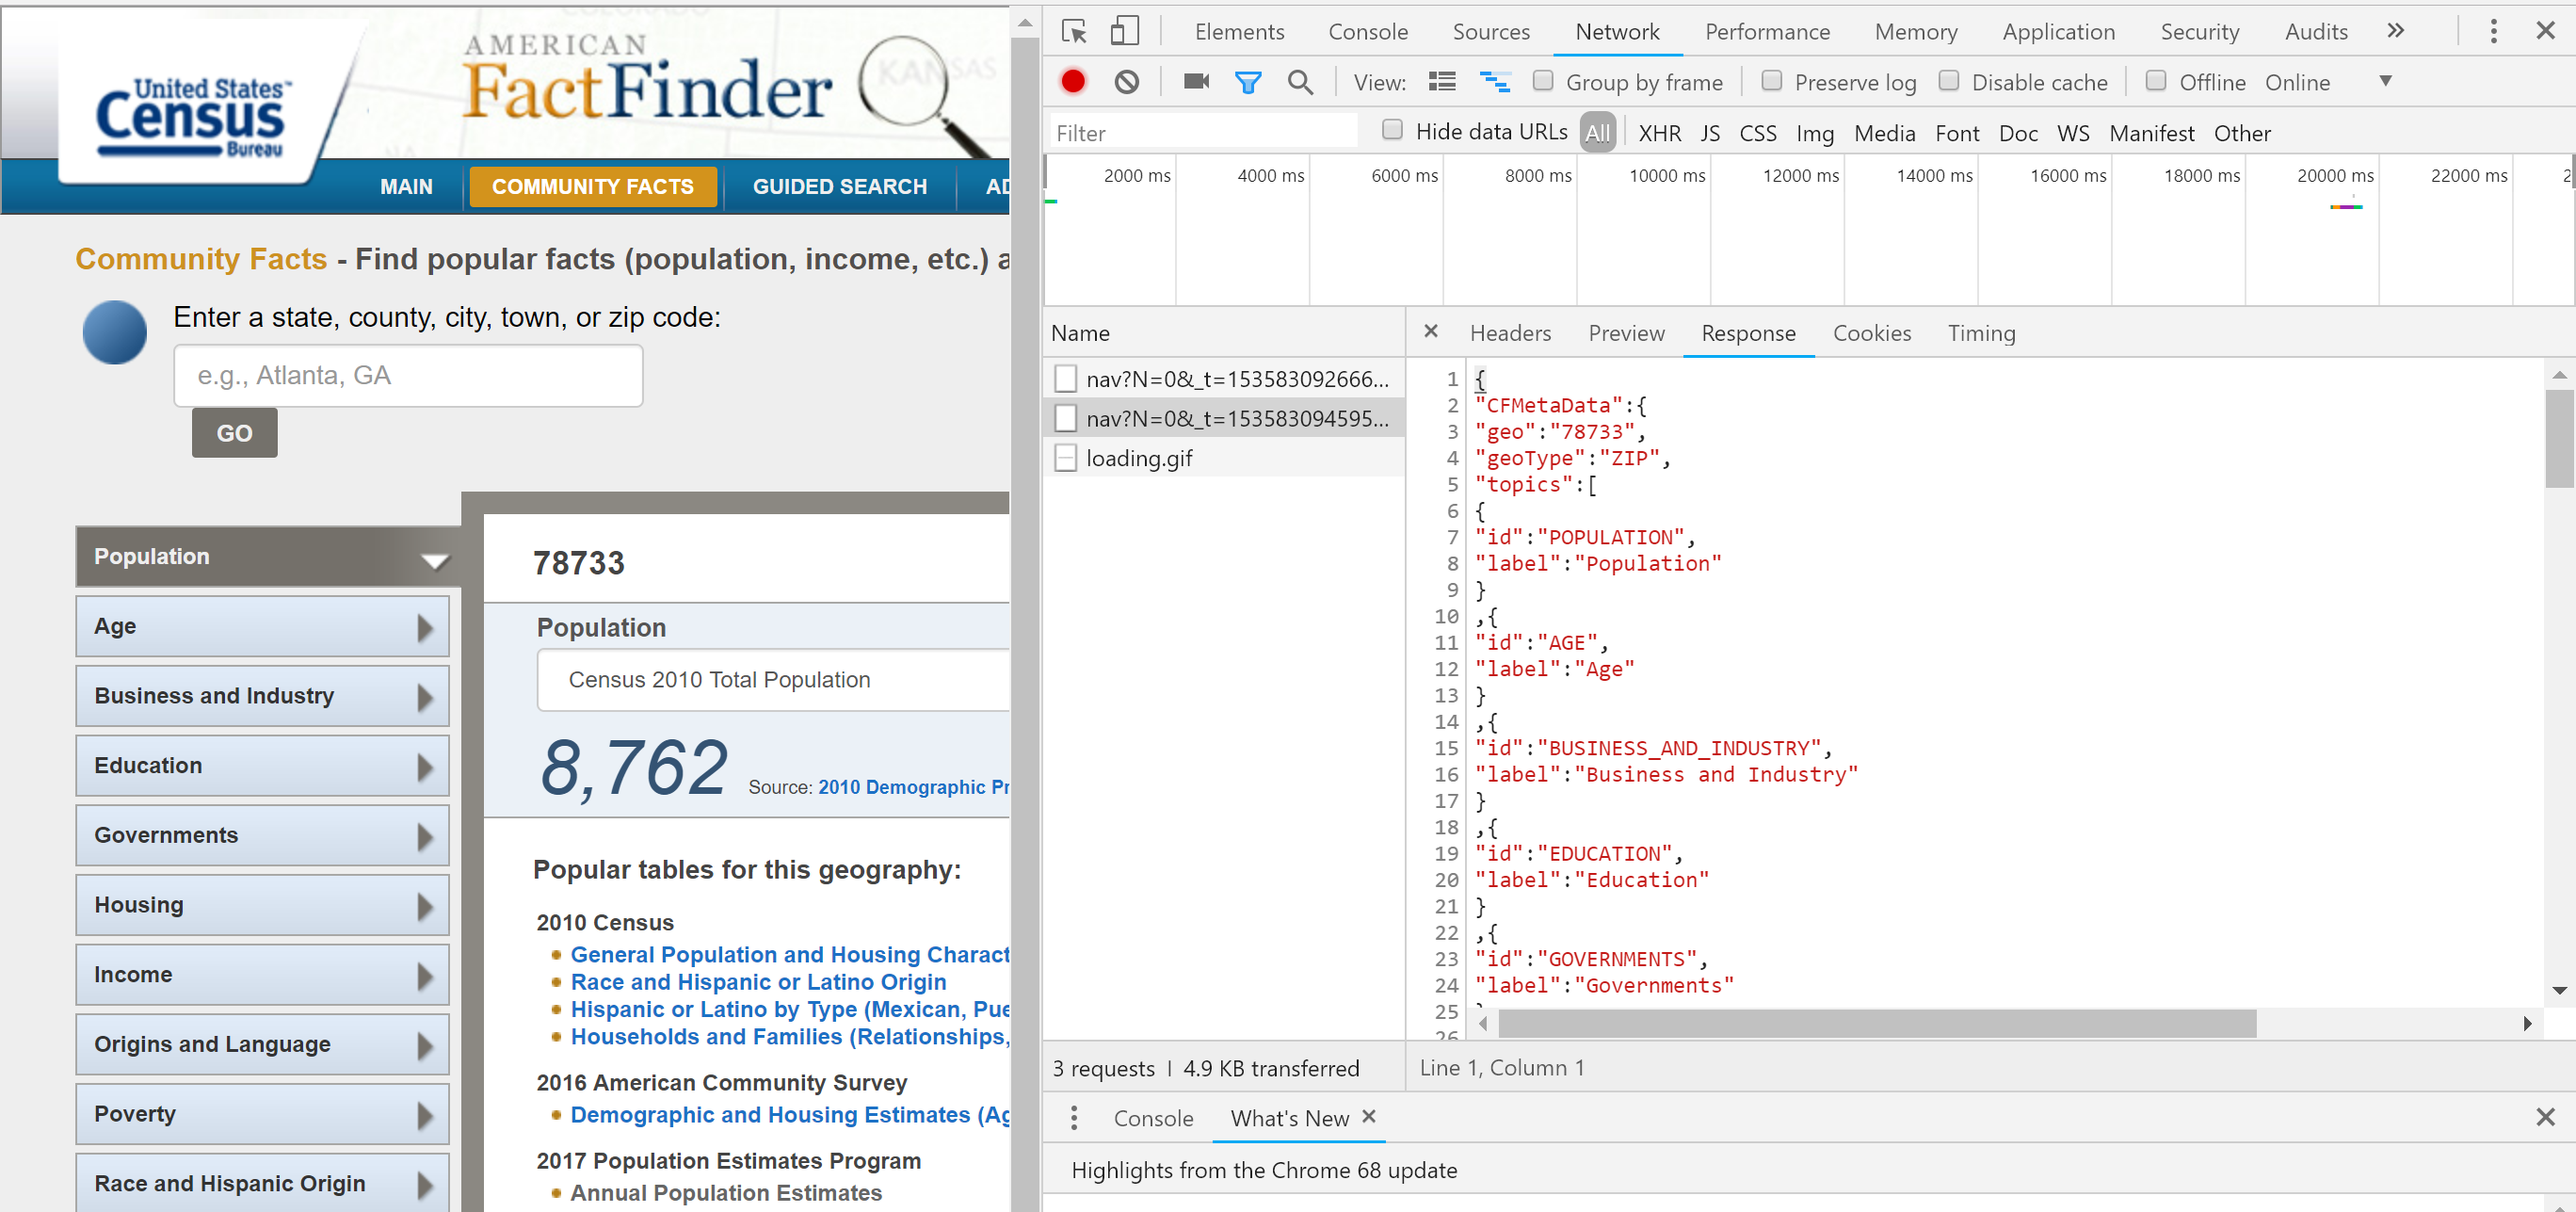 COLORADO
AMERICAN
FactFinder
KANSAS
United States™
Census
Bureau
MAIN
COMMUNITY FACTS
GUIDED SEARCH
AD
Community Facts - Find popular facts (population, income, etc.) a
Enter a state, county, city, town, or zip code:
e.g., Atlanta, GA
GO
Population
Age
Business and Industry
Education
Governments
Housing
Income
Origins and Language
Poverty
Race and Hispanic Origin
78733
Population
Census 2010 Total Population
8,762 Source: 2010 Demographic Pr
Popular tables for this geography:
2010 Census
General Population and Housing Charact
Race and Hispanic or Latino Origin
Hispanic or Latino by Type (Mexican, Pue
Households and Families (Relationships,
2016 American Community Survey
Demographic and Housing Estimates (Ag
2017 Population Estimates Program
Annual Population Estimates
Elements Console Sources Network Performance Memory Application Security Audits »
View: Group by frame Preserve log Disable cache Offline Online
Filter Hide data URLs All XHR JS CSS Img Media Font Doc WS Manifest Other
2000 ms 4000 ms 6000 ms 8000 ms 10000 ms 12000 ms 14000 ms 16000 ms 18000 ms 20000 ms 22000 ms 2
Name
nav?N=0&_t=153583092666...
nav?N=0&_t=153583094595...
loading.gif
× Headers Preview Response Cookies Timing
1 {
2 "CFMetaData":{
3 "geo":"78733",
4 "geoType":"ZIP",
5 "topics":[
6 {
7 "id":"POPULATION",
8 "label":"Population"
9 }
10 ,{
11 "id":"AGE",
12 "label":"Age"
13 }
14 ,{
15 "id":"BUSINESS_AND_INDUSTRY",
16 "label":"Business and Industry"
17 }
18 ,{
19 "id":"EDUCATION",
20 "label":"Education"
21 }
22 ,{
23 "id":"GOVERNMENTS",
24 "label":"Governments"
25 }
26
3 requests | 4.9 KB transferred
Line 1, Column 1
Console What's New ×
Highlights from the Chrome 68 update